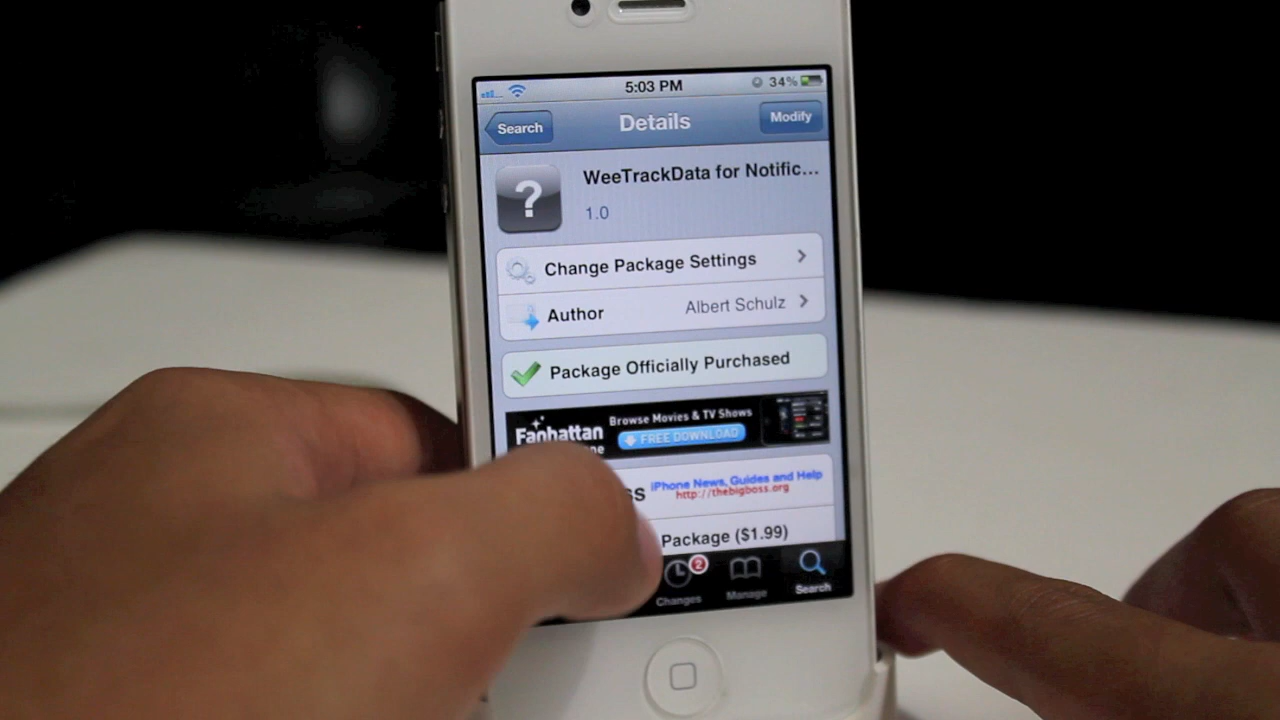 5:03 PM 34%
Search Details Modify
WeeTrackData for Notific...
?
1.0
Change Package Settings
Author Albert Schulz
Package Officially Purchased
Fanhattan Browse Movies & TV Shows
FREE DOWNLOAD
ne
ss iPhone News, Guides and Help
http://thebigboss.org
Package ($1.99)
2
Changes Manage Search